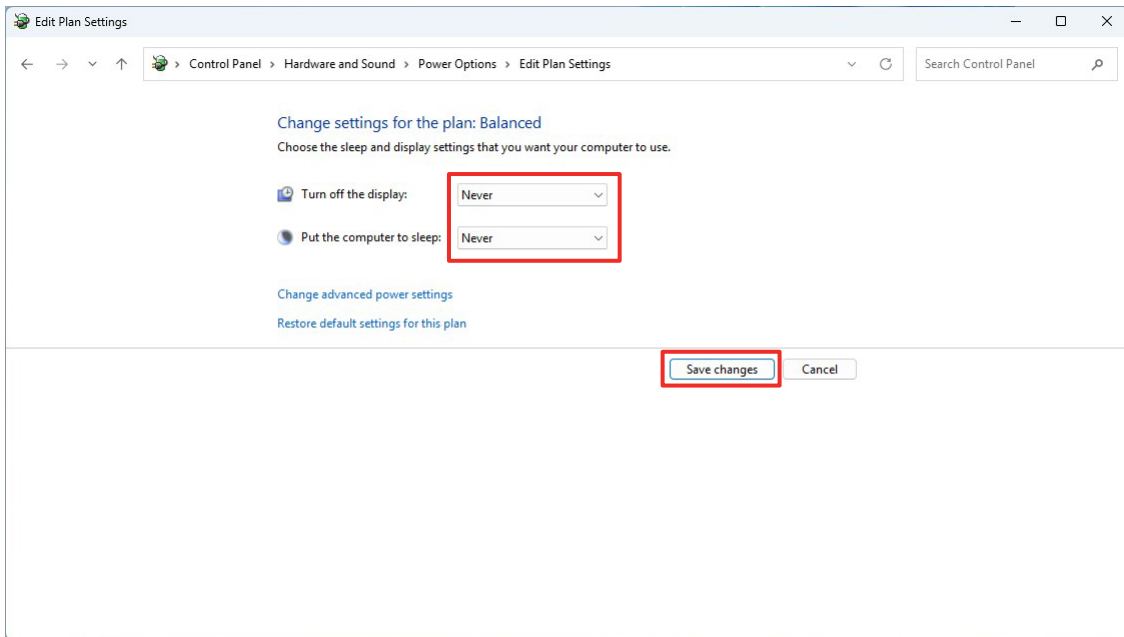 Edit Plan Settings
Control Panel > Hardware and Sound > Power Options > Edit Plan Settings
Search Control Panel
Change settings for the plan: Balanced
Choose the sleep and display settings that you want your computer to use.
Turn off the display: Never
Put the computer to sleep: Never
Change advanced power settings
Restore default settings for this plan
Save changes Cancel